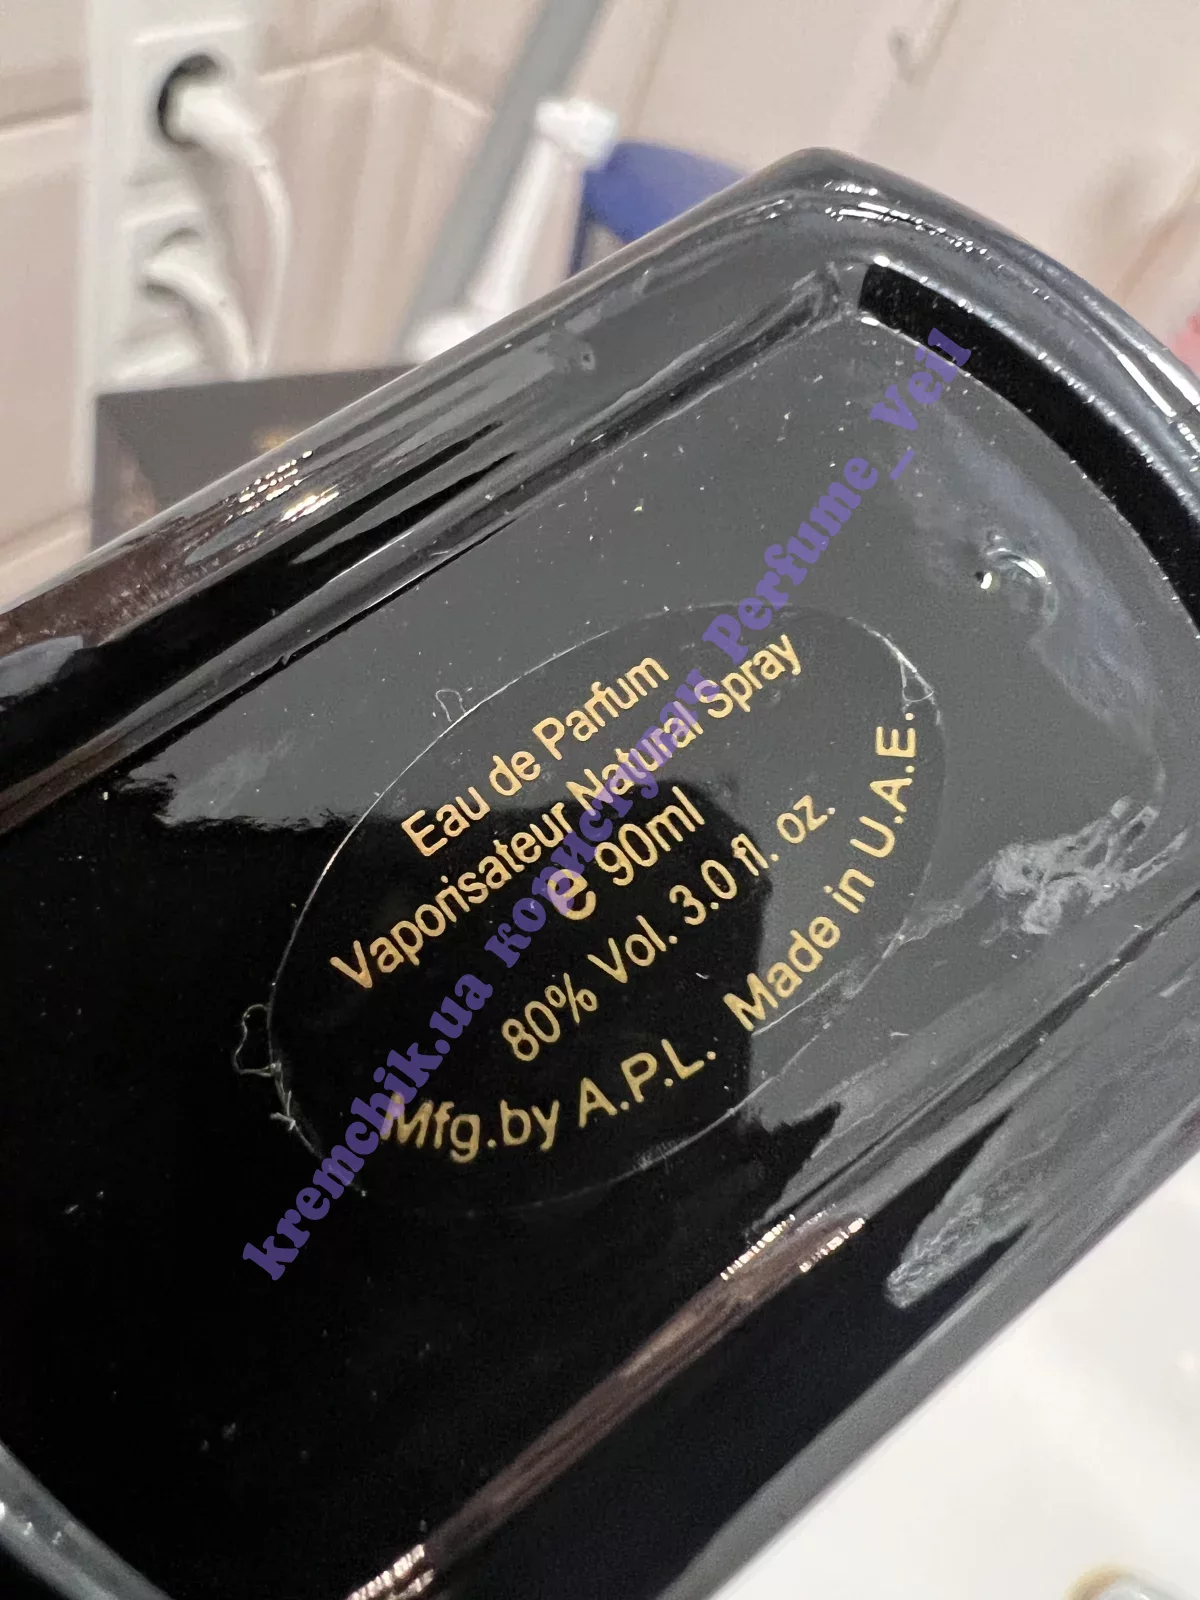 Eau de Parfum
Vaporisateur Natural Spray
e 90ml
80% Vol. 3.0 fl. oz.
Mfg.by A.P.L. Made in U.A.E.
kremchik.ua користувач Perfume_Veil